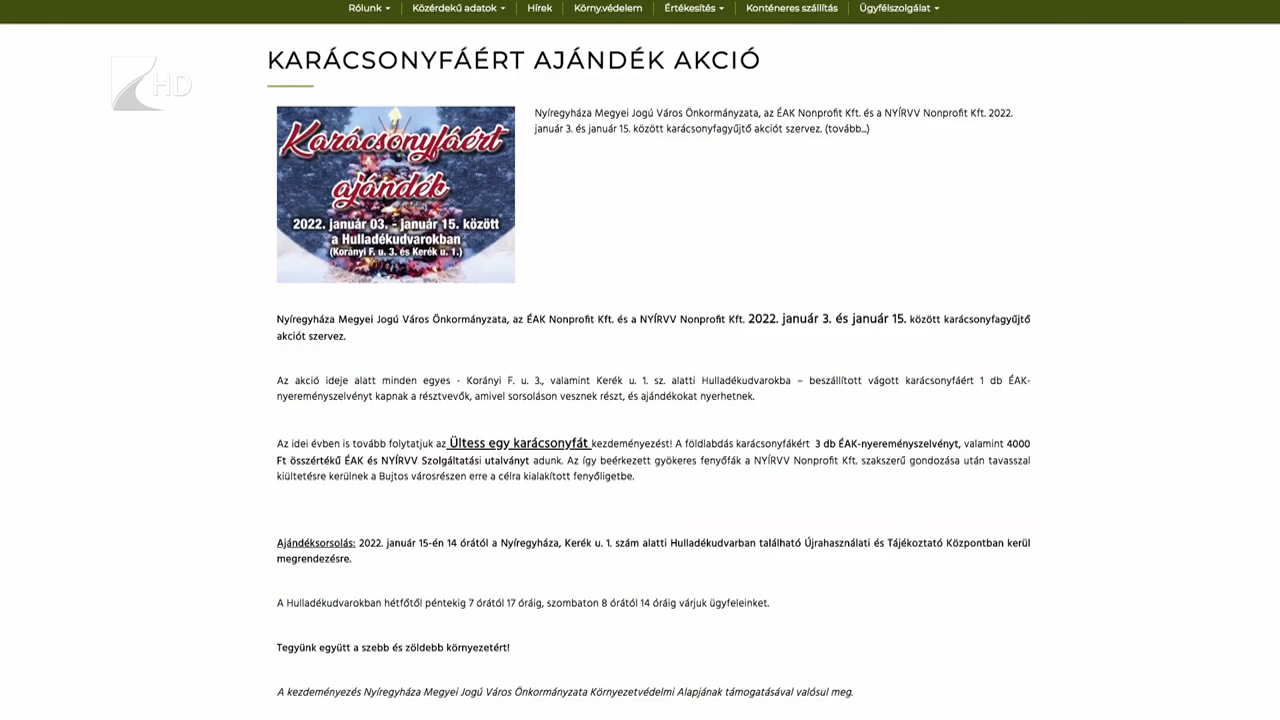 Rólunk
Közérdekű adatok
Hírek
Körny.védelem
Értékesítés
Konténeres szállítás
Ügyfélszolgálat
KARÁCSONYFÁÉRT AJÁNDÉK AKCIÓ
HD
Karácsonyfáért
ajándék
2022. január 03. - január 15. között
a Hulladékudvarokban
(Korányi F. u. 3. és Kerék u. 1.)
Nyíregyháza Megyei Jogú Város Önkormányzata, az ÉAK Nonprofit Kft. és a NYÍRVV Nonprofit Kft. 2022.
január 3. és január 15. között karácsonyfagyűjtő akciót szervez. (tovább...)
Nyíregyháza Megyei Jogú Város Önkormányzata, az ÉAK Nonprofit Kft. és a NYÍRVV Nonprofit Kft. 2022. január 3. és január 15. között karácsonyfagyűjtő
akciót szervez.
Az akció ideje alatt minden egyes - Korányi F. u. 3., valamint Kerék u. 1. sz. alatti Hulladékudvarokba – beszállított vágott karácsonyfáért 1 db ÉAK-
nyereményszelvényt kapnak a résztvevők, amivel sorsoláson vesznek részt, és ajándékokat nyerhetnek.
Az idei évben is tovább folytatjuk az Ültess egy karácsonyfát kezdeményezést! A földlabdás karácsonyfákért 3 db ÉAK-nyereményszelvényt, valamint 4000
Ft összértékű ÉAK és NYÍRVV Szolgáltatási utalványt adunk. Az így beérkezett gyökeres fenyőfák a NYÍRVV Nonprofit Kft. szakszerű gondozása után tavasszal
kiültetésre kerülnek a Bujtos városrészen erre a célra kialakított fenyőligetbe.
Ajándéksorsolás: 2022. január 15-én 14 órától a Nyíregyháza, Kerék u. 1. szám alatti Hulladékudvarban található Újrahasználati és Tájékoztató Központban kerül
megrendezésre.
A Hulladékudvarokban hétfőtől péntekig 7 órától 17 óráig, szombaton 8 órától 14 óráig várjuk ügyfeleinket.
Tegyünk együtt a szebb és zöldebb környezetért!
A kezdeményezés Nyíregyháza Megyei Jogú Város Önkormányzata Környezetvédelmi Alapjának támogatásával valósul meg.